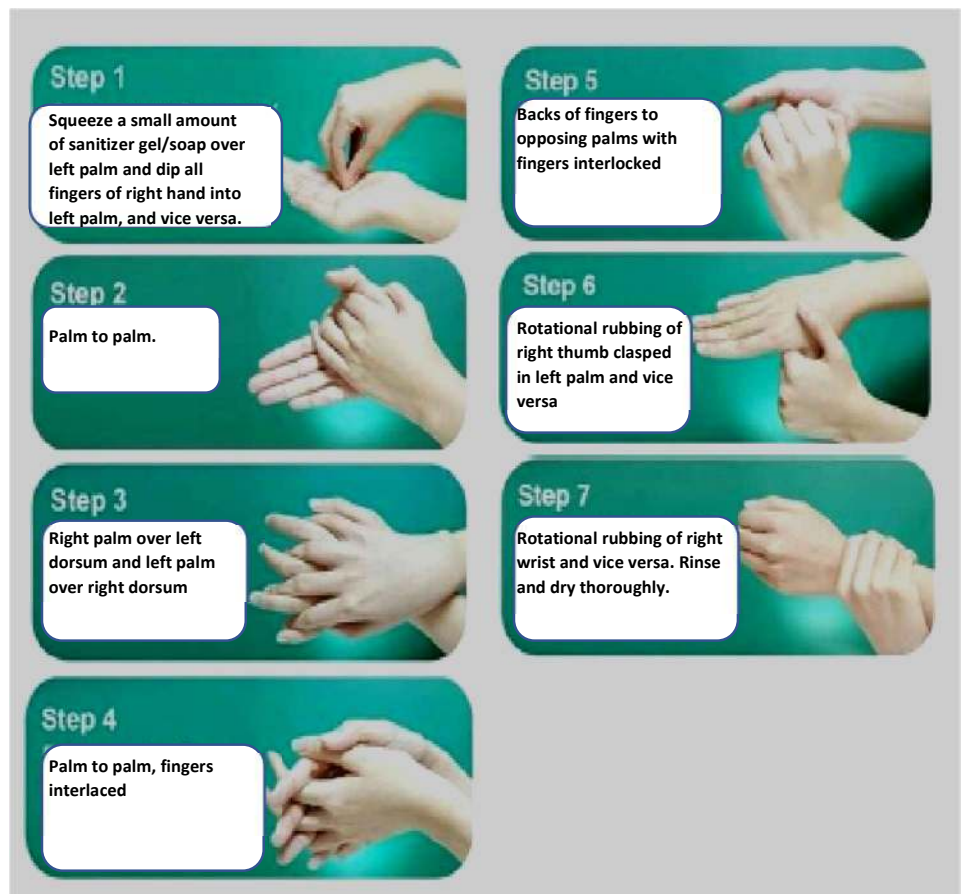 Step 1
Squeeze a small amount
of sanitizer gel/soap over
left palm and dip all
fingers of right hand into
left palm, and vice versa.
Step 2
Palm to palm.
Step 3
Right palm over left
dorsum and left palm
over right dorsum
Step 4
Palm to palm, fingers
interlaced
Step 5
Backs of fingers to
opposing palms with
fingers interlocked
Step 6
Rotational rubbing of
right thumb clasped
in left palm and vice
versa
Step 7
Rotational rubbing of right
wrist and vice versa. Rinse
and dry thoroughly.